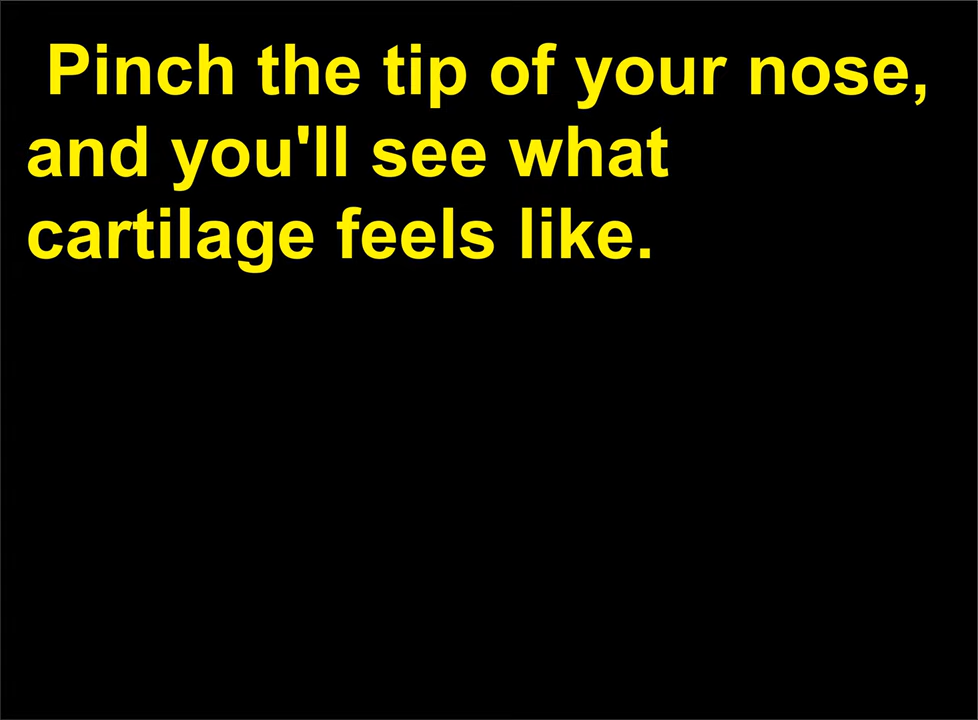 Pinch the tip of your nose,
and you'll see what
cartilage feels like.